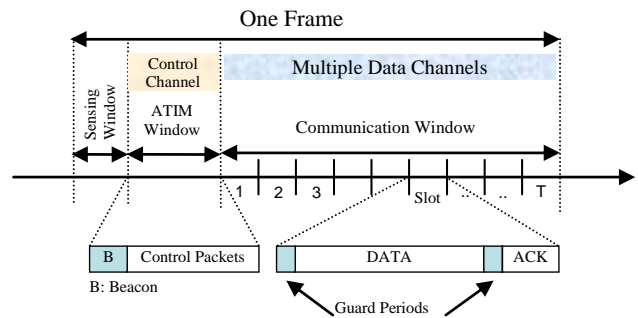 One Frame
Sensing
Window
Control
Channel
Multiple Data Channels
ATIM
Window
Communication Window
1 2 3 Slot .. .. T
B Control Packets
DATA ACK
B: Beacon
Guard Periods